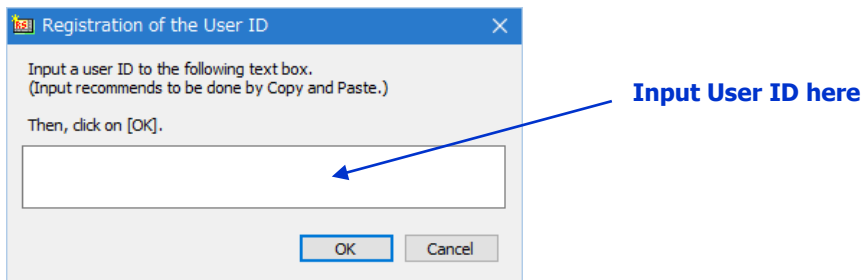 RSI Registration of the User ID
Input a user ID to the following text box.
(Input recommends to be done by Copy and Paste.)
Input User ID here
Then, click on [OK].
OK Cancel